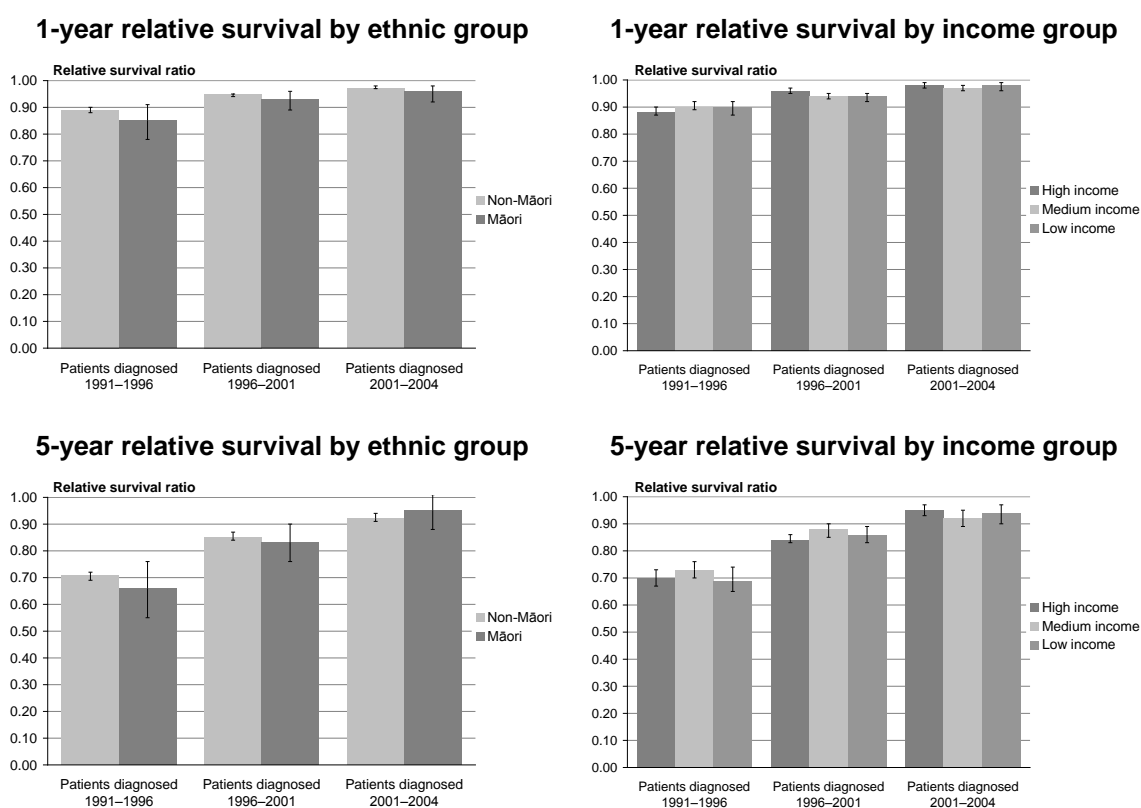 1-year relative survival by ethnic group
Relative survival ratio
1.00
0.90
0.80
0.70
0.60
0.50
0.40
0.30
0.20
0.10
0.00
Patients diagnosed
1991–1996
Patients diagnosed
1996–2001
Patients diagnosed
2001–2004
Non-Māori
Māori
1-year relative survival by income group
Relative survival ratio
1.00
0.90
0.80
0.70
0.60
0.50
0.40
0.30
0.20
0.10
0.00
Patients diagnosed
1991–1996
Patients diagnosed
1996–2001
Patients diagnosed
2001–2004
High income
Medium income
Low income
5-year relative survival by ethnic group
Relative survival ratio
1.00
0.90
0.80
0.70
0.60
0.50
0.40
0.30
0.20
0.10
0.00
Patients diagnosed
1991–1996
Patients diagnosed
1996–2001
Patients diagnosed
2001–2004
Non-Māori
Māori
5-year relative survival by income group
Relative survival ratio
1.00
0.90
0.80
0.70
0.60
0.50
0.40
0.30
0.20
0.10
0.00
Patients diagnosed
1991–1996
Patients diagnosed
1996–2001
Patients diagnosed
2001–2004
High income
Medium income
Low income